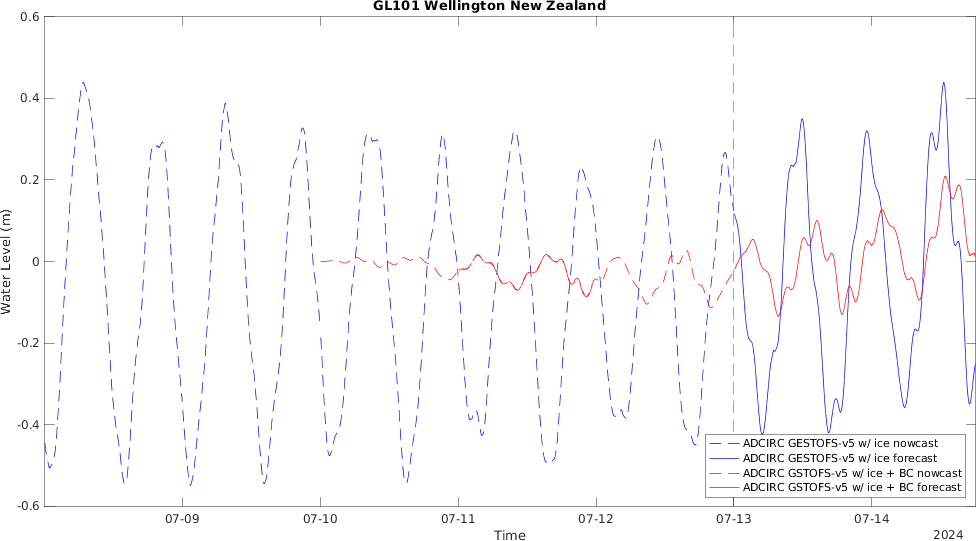 GL101 Wellington New Zealand
0.6
0.4
0.2
0
-0.2
-0.4
-0.6
Water Level (m)
ADCIRC GESTOFS-v5 w/ ice nowcast
ADCIRC GESTOFS-v5 w/ ice forecast
ADCIRC GSTOFS-v5 w/ ice + BC nowcast
ADCIRC GSTOFS-v5 w/ ice + BC forecast
07-09 07-10 07-11 07-12 07-13 07-14
Time
2024